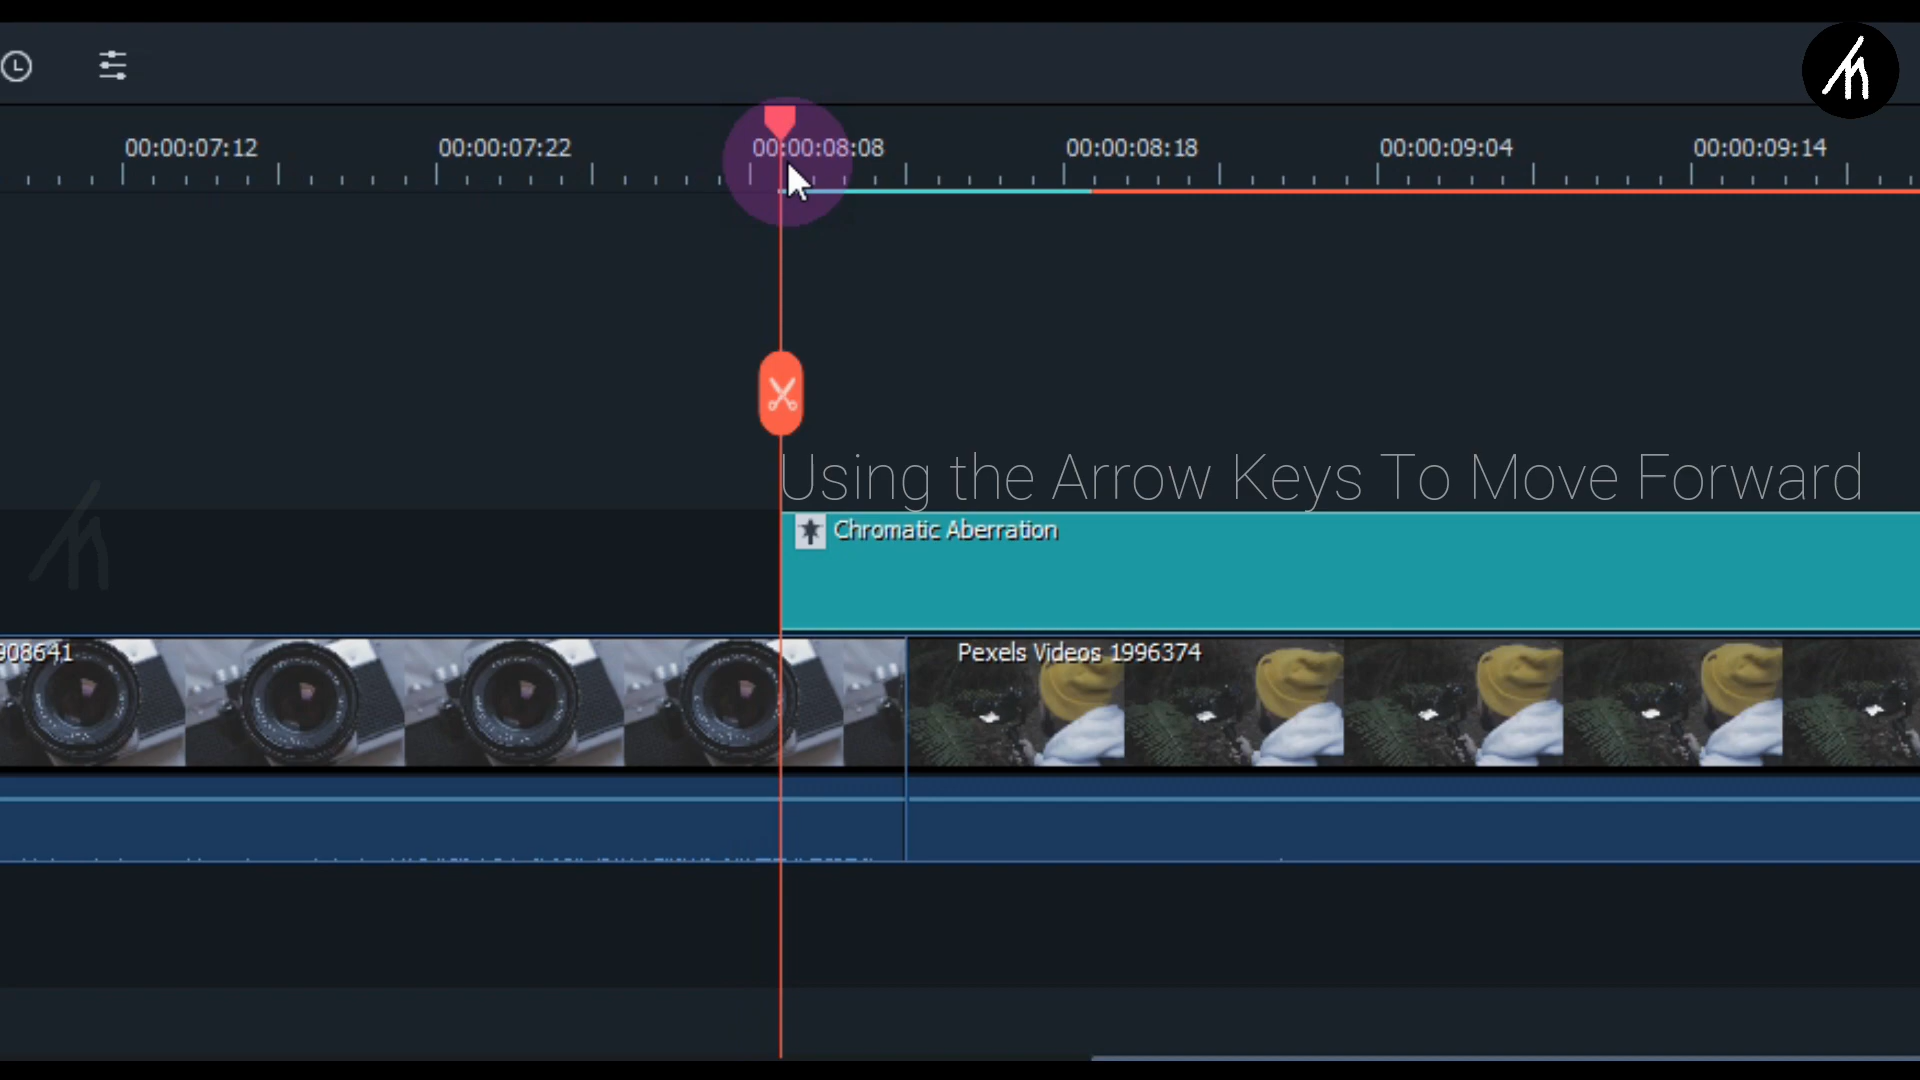 00:00:07:12 00:00:07:22 00:00:08:08 00:00:08:18 00:00:09:04 00:00:09:14
Using the Arrow Keys To Move Forward
Chromatic Aberration
908641 Pexels Videos 1996374